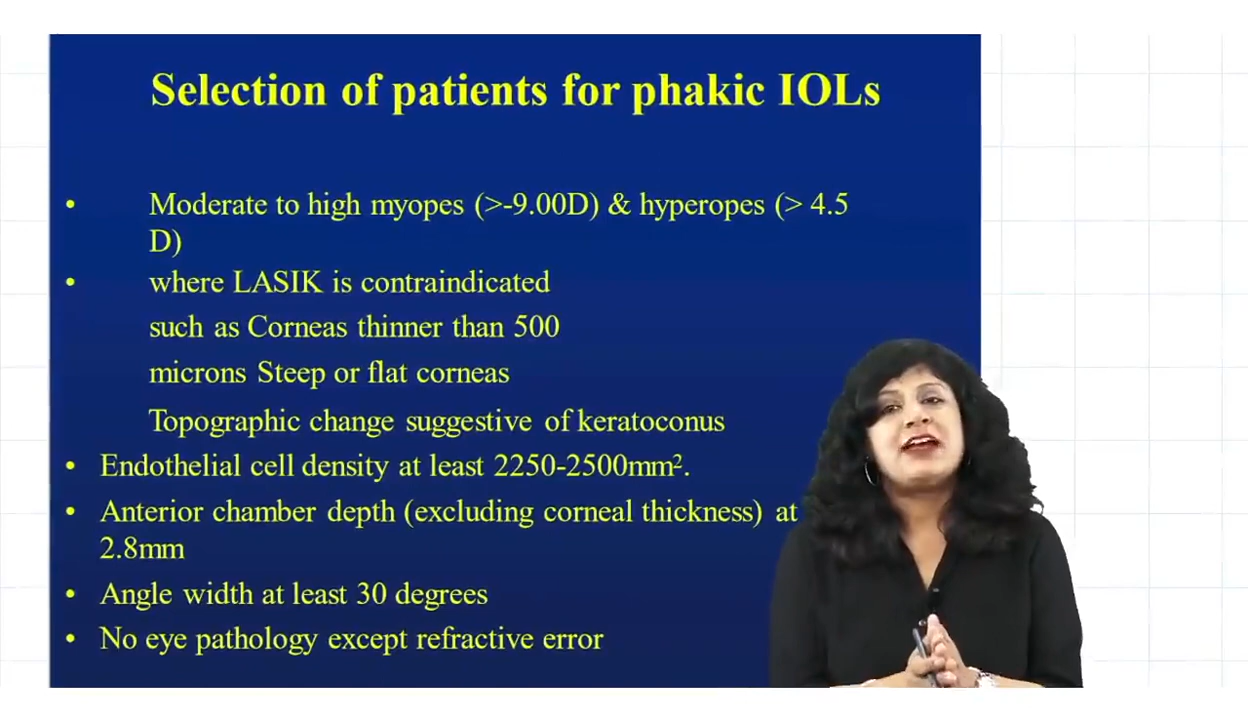 Selection of patients for phakic IOLs
• Moderate to high myopes (>-9.00D) & hyperopes (> 4.5
D)
• where LASIK is contraindicated
such as Corneas thinner than 500
microns Steep or flat corneas
Topographic change suggestive of keratoconus
• Endothelial cell density at least 2250-2500mm².
• Anterior chamber depth (excluding corneal thickness) at
2.8mm
• Angle width at least 30 degrees
• No eye pathology except refractive error